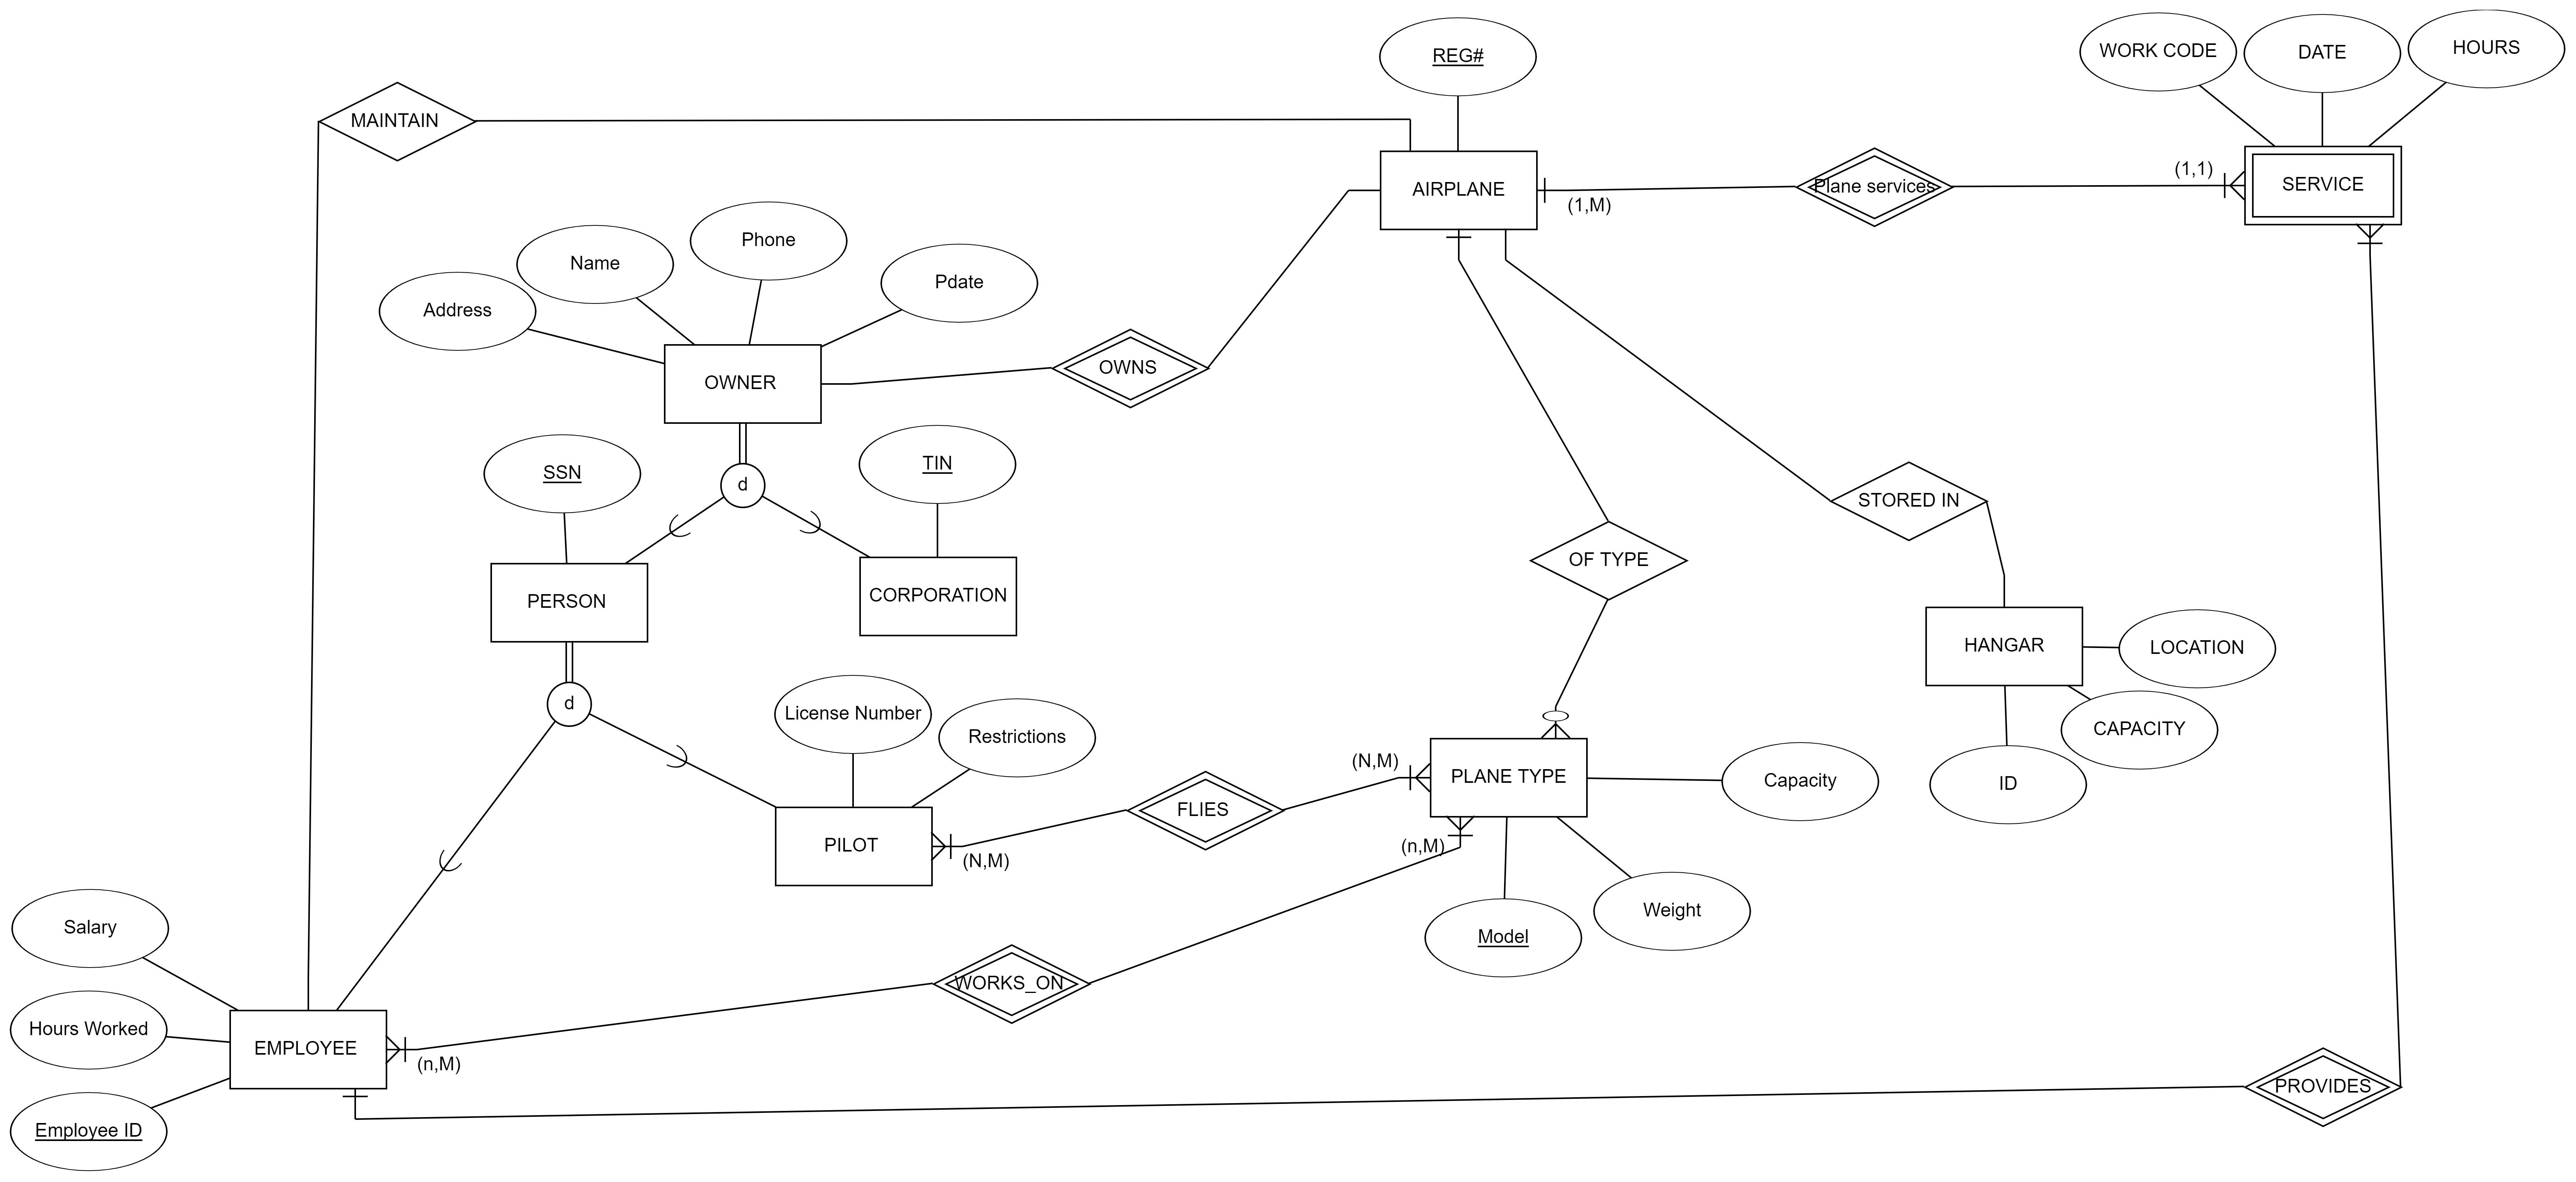 REG#
WORK CODE
DATE
HOURS
MAINTAIN
AIRPLANE
(1,M)
Plane services
(1,1)
SERVICE
Address
Name
Phone
Pdate
OWNER
OWNS
d
SSN
TIN
PERSON
CORPORATION
OF TYPE
STORED IN
HANGAR
LOCATION
CAPACITY
ID
d
License Number
Restrictions
PILOT
(N,M)
FLIES
(N,M)
PLANE TYPE
Capacity
(n,M)
Model
Weight
Salary
Hours Worked
Employee ID
EMPLOYEE
(n,M)
WORKS_ON
PROVIDES